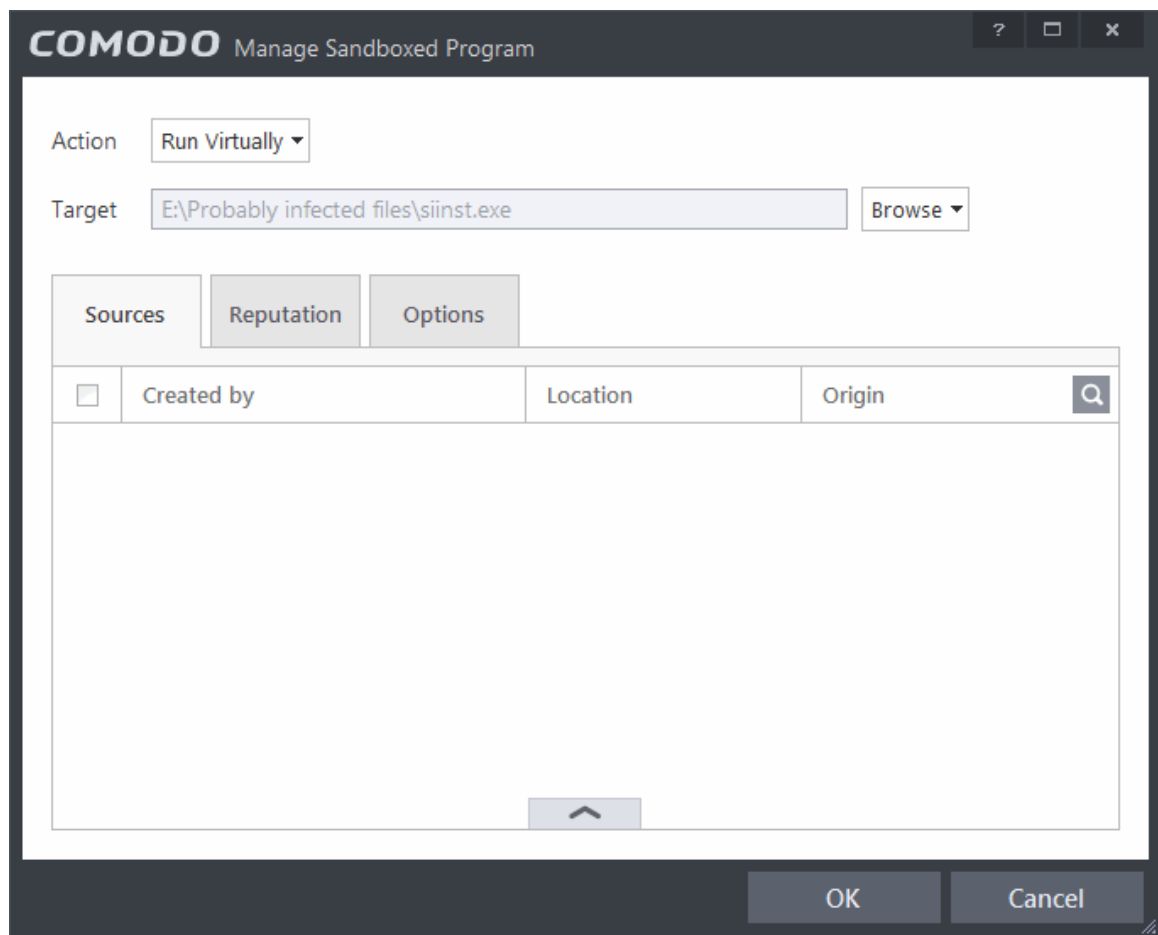 COMODO Manage Sandboxed Program ?
Action Run Virtually
Target E:\Probably infected files\siinst.exe Browse
Sources Reputation Options
Created by Location Origin
OK Cancel